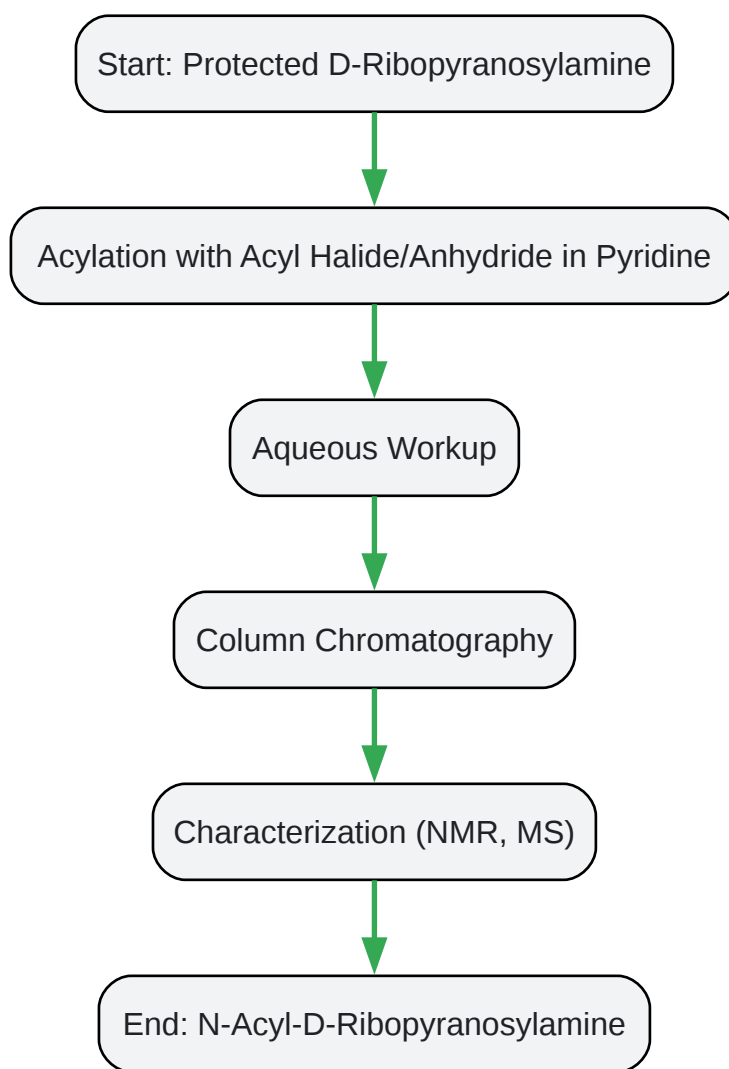 Start: Protected D-Ribopyranosylamine
Acylation with Acyl Halide/Anhydride in Pyridine
Aqueous Workup
Column Chromatography
Characterization (NMR, MS)
End: N-Acyl-D-Ribopyranosylamine